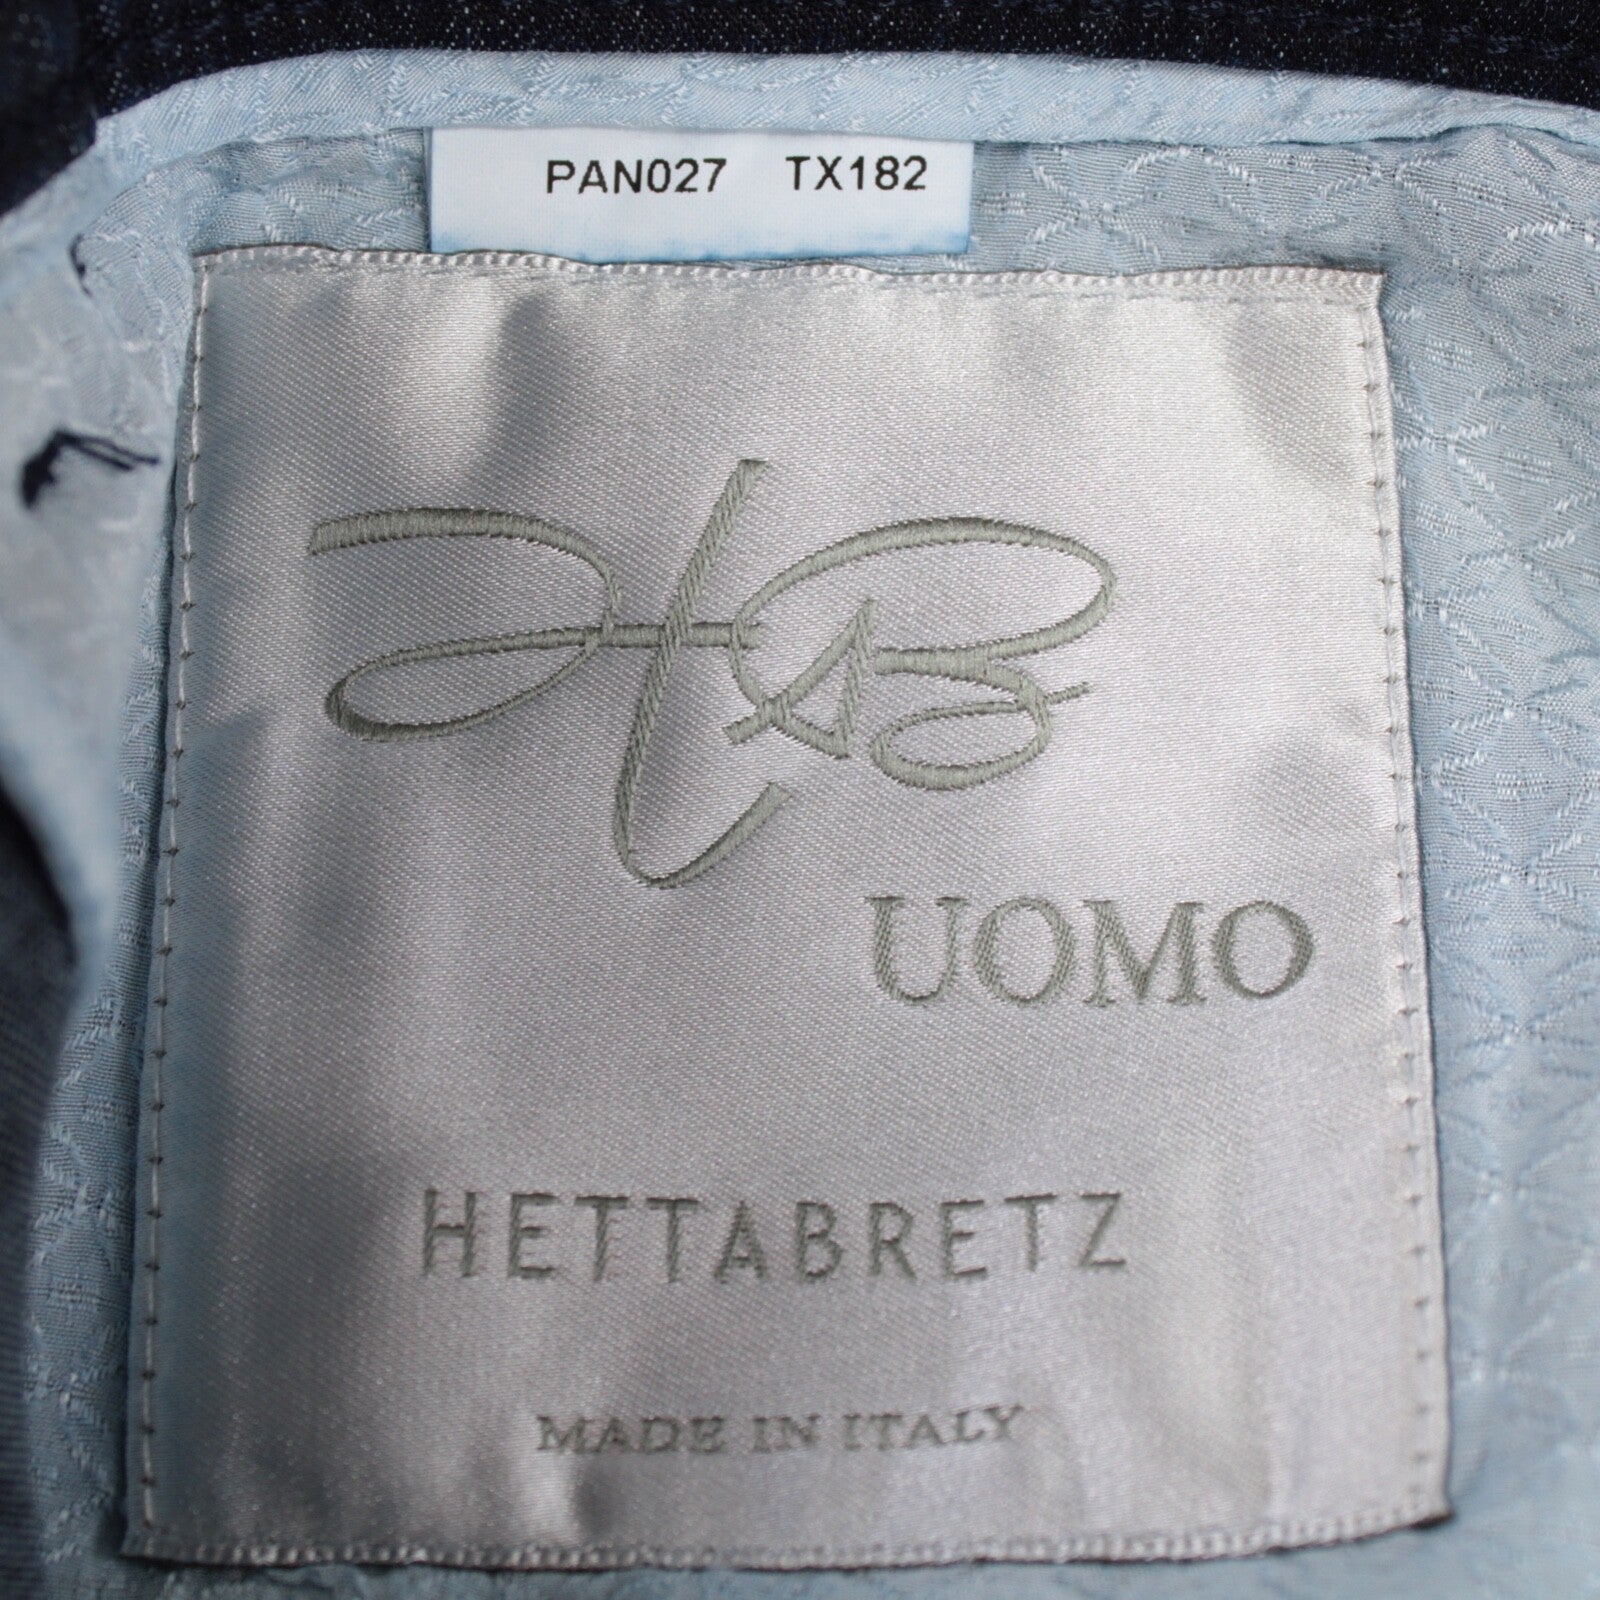 PAN027 TX182
HB
UOMO
HETTABRETZ
MADE IN ITALY